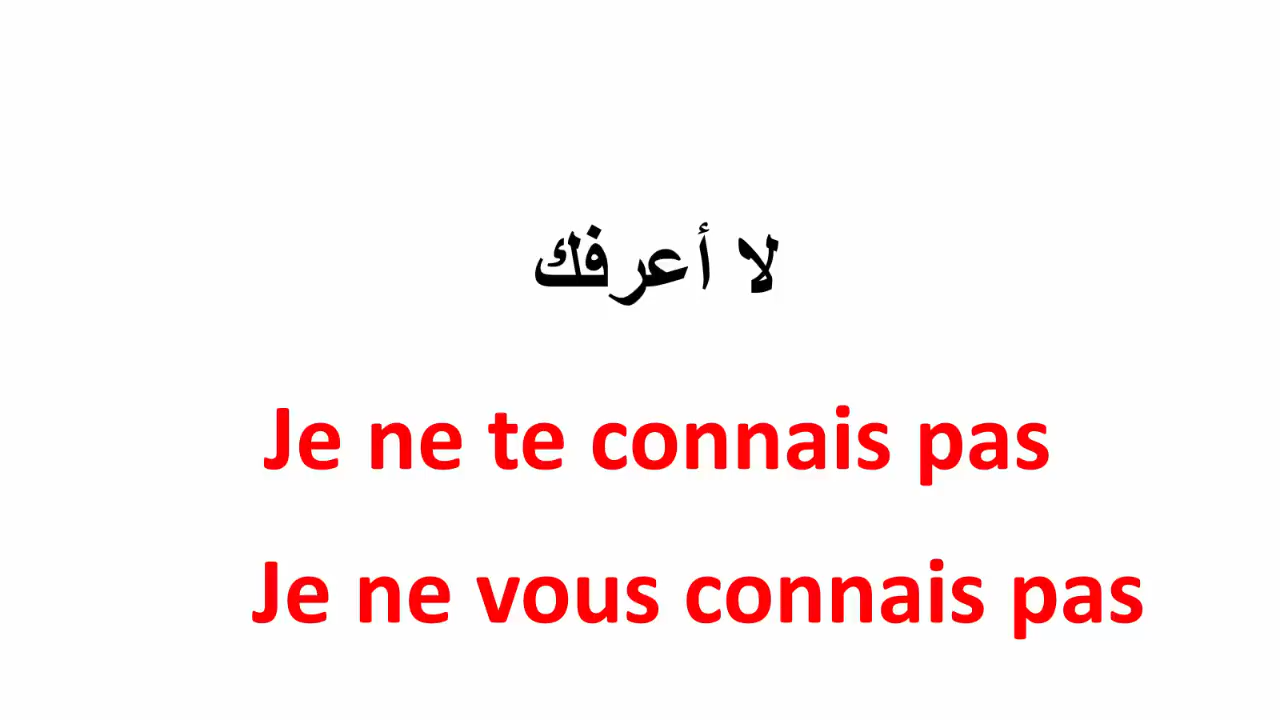 لا أعرفك
Je ne te connais pas
Je ne vous connais pas